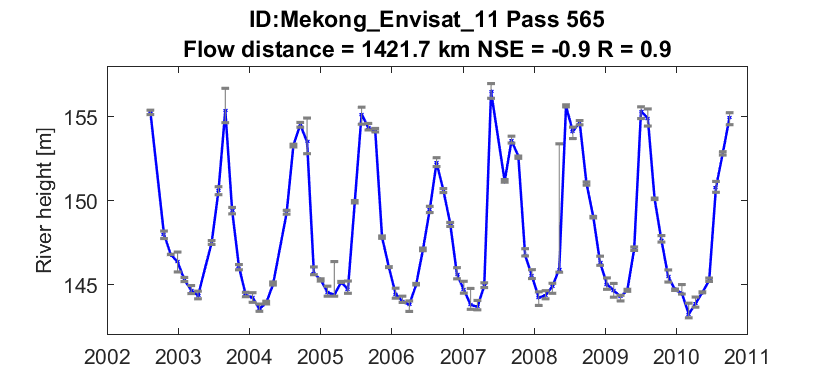 ID:Mekong_Envisat_11 Pass 565
Flow distance = 1421.7 km NSE = -0.9 R = 0.9
River height [m]
155
150
145
2002 2003 2004 2005 2006 2007 2008 2009 2010 2011